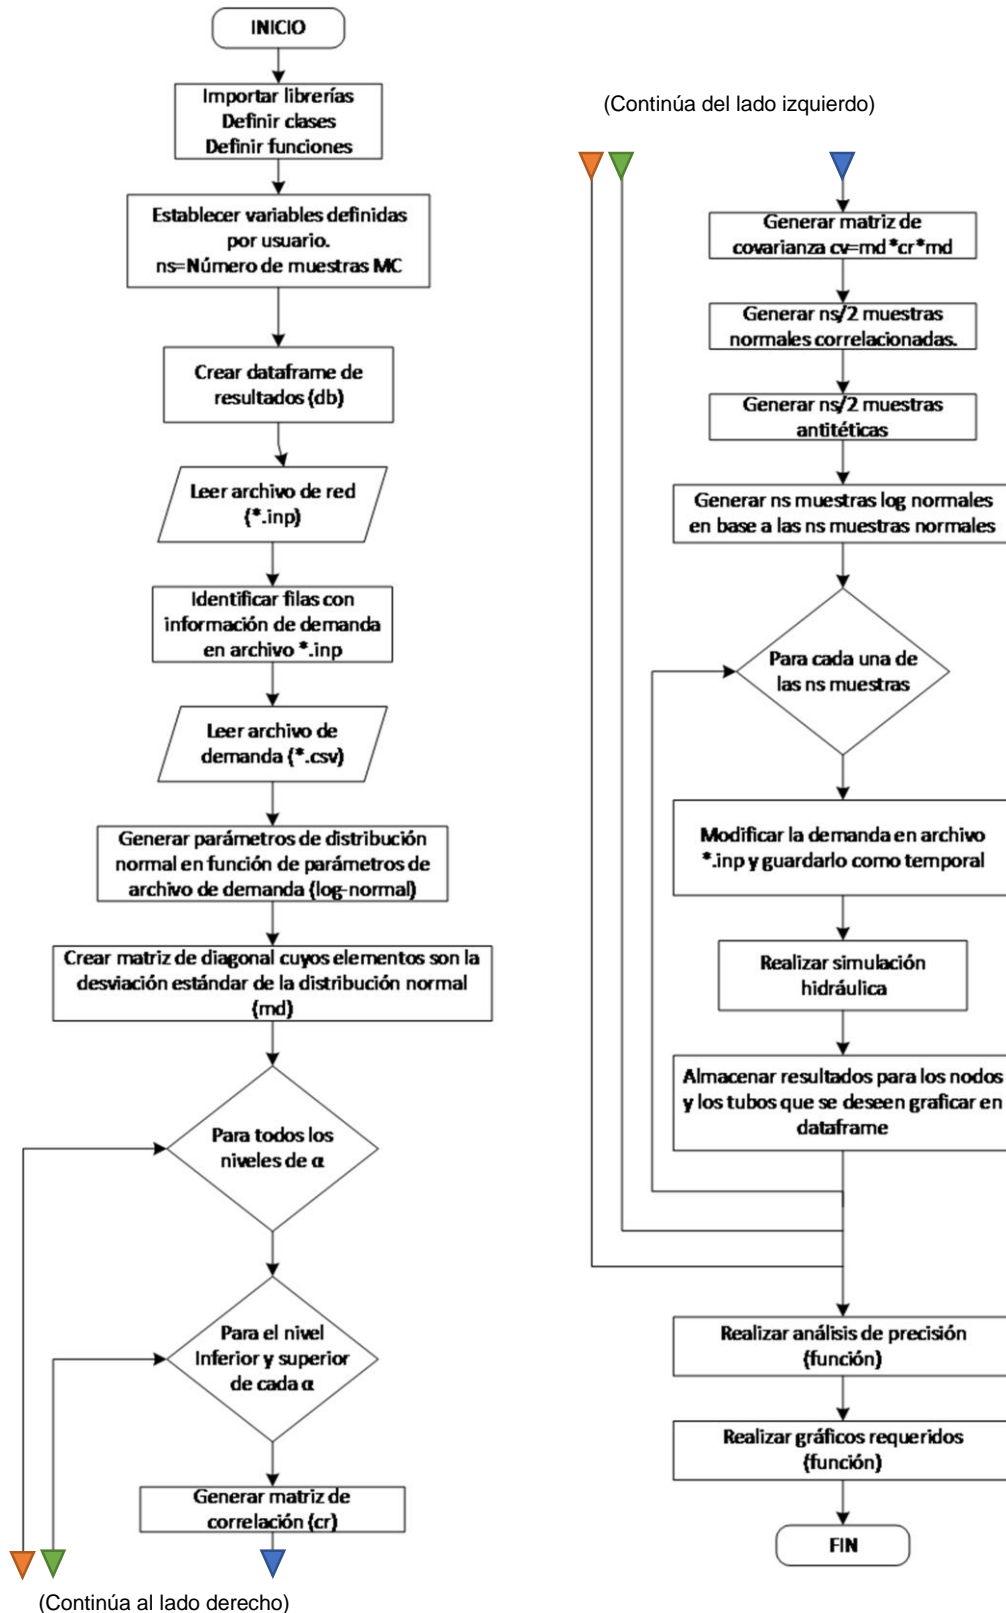 INICIO
Importar librerías
Definir clases
Definir funciones
Establecer variables definidas
por usuario.
ns=Número de muestras MC
Crear dataframe de
resultados (db)
Leer archivo de red
(*.inp)
Identificar filas con
información de demanda
en archivo *.inp
Leer archivo de
demanda (*.csv)
Generar parámetros de distribución
normal en función de parámetros de
archivo de demanda (log-normal)
Crear matriz de diagonal cuyos elementos son la
desviación estándar de la distribución normal
(md)
Para todos los
niveles de α
Para el nivel
Inferior y superior
de cada α
Generar matriz de
correlación (cr)
(Continúa al lado derecho)
(Continúa del lado izquierdo)
Generar matriz de
covarianza cv=md*cr*md
Generar ns/2 muestras
normales correlacionadas.
Generar ns/2 muestras
antitéticas
Generar ns muestras log normales
en base a las ns muestras normales
Para cada una de
las ns muestras
Modificar la demanda en archivo
*.inp y guardarlo como temporal
Realizar simulación
hidráulica
Almacenar resultados para los nodos
y los tubos que se deseen graficar en
dataframe
Realizar análisis de precisión
(función)
Realizar gráficos requeridos
(función)
FIN